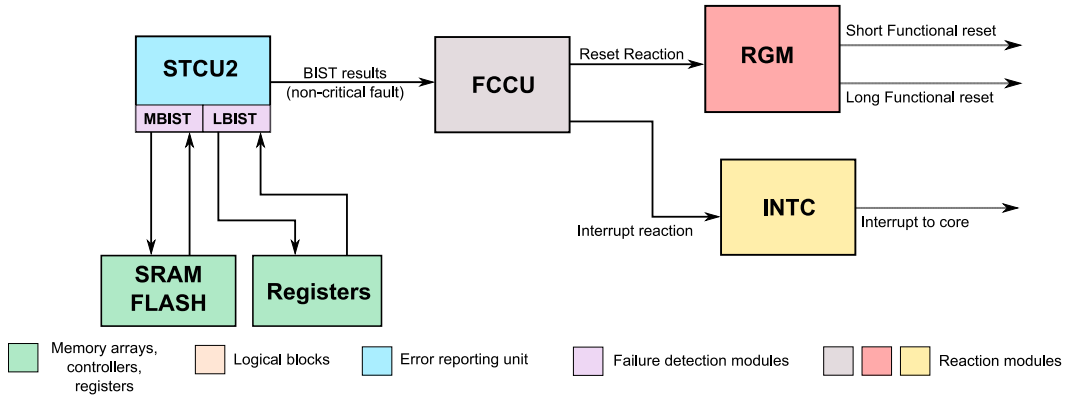 STCU2
MBIST
LBIST
BIST results
(non-critical fault)
FCCU
Reset Reaction
RGM
Short Functional reset
Long Functional reset
Interrupt reaction
INTC
Interrupt to core
SRAM
FLASH
Registers
Memory arrays,
controllers,
registers
Logical blocks
Error reporting unit
Failure detection modules
Reaction modules